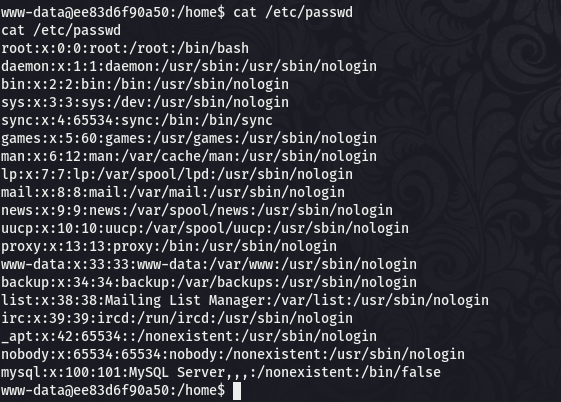 www-data@ee83d6f90a50:/home$ cat /etc/passwd
cat /etc/passwd
root:x:0:0:root:/root:/bin/bash
daemon:x:1:1:daemon:/usr/sbin:/usr/sbin/nologin
bin:x:2:2:bin:/bin:/usr/sbin/nologin
sys:x:3:3:sys:/dev:/usr/sbin/nologin
sync:x:4:65534:sync:/bin:/bin/sync
games:x:5:60:games:/usr/games:/usr/sbin/nologin
man:x:6:12:man:/var/cache/man:/usr/sbin/nologin
lp:x:7:7:lp:/var/spool/lpd:/usr/sbin/nologin
mail:x:8:8:mail:/var/mail:/usr/sbin/nologin
news:x:9:9:news:/var/spool/news:/usr/sbin/nologin
uucp:x:10:10:uucp:/var/spool/uucp:/usr/sbin/nologin
proxy:x:13:13:proxy:/bin:/usr/sbin/nologin
www-data:x:33:33:www-data:/var/www:/usr/sbin/nologin
backup:x:34:34:backup:/var/backups:/usr/sbin/nologin
list:x:38:38:Mailing List Manager:/var/list:/usr/sbin/nologin
irc:x:39:39:ircd:/run/ircd:/usr/sbin/nologin
_apt:x:42:65534::/nonexistent:/usr/sbin/nologin
nobody:x:65534:65534:nobody:/nonexistent:/usr/sbin/nologin
mysql:x:100:101:MySQL Server,,,:/nonexistent:/bin/false
www-data@ee83d6f90a50:/home$